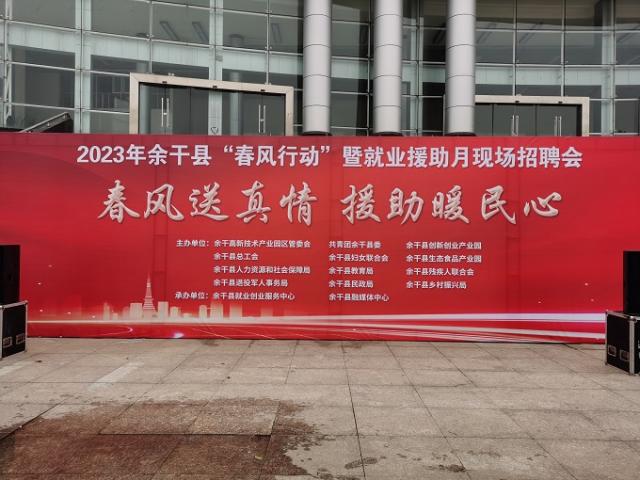 2023年余干县“春风行动”暨就业援助月现场招聘会
春风送真情 援助暖民心
主办单位：余干高新技术产业园区管委会 共青团余干县委 余干县创新创业产业园
余干县总工会 余干县妇女联合会 余干县生态食品产业园
余干县人力资源和社会保障局 余干县教育局 余干县残疾人联合会
余干县退役军人事务局 余干县民政局 余干县乡村振兴局
承办单位：余干县就业创业服务中心 余干县融媒体中心